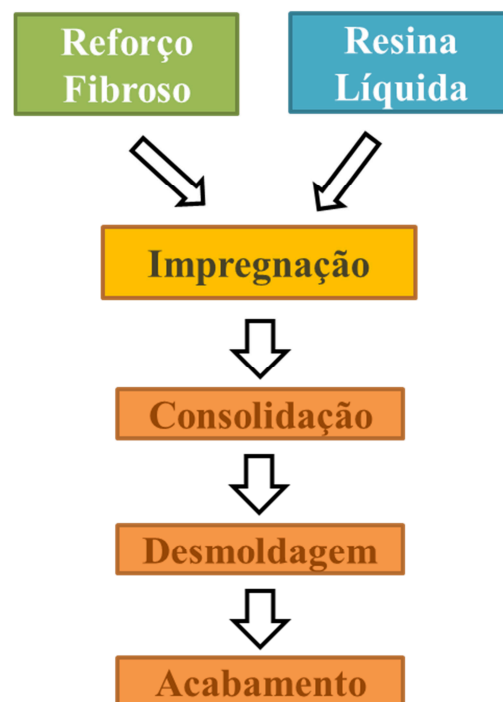 Reforço
Fibroso
Resina
Líquida
Impregnação
Consolidação
Desmoldagem
Acabamento